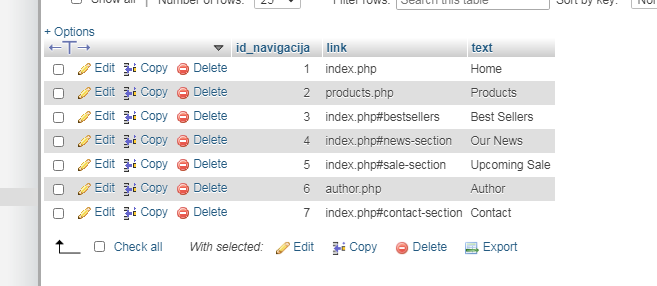 Show all Number of rows: 25 Filter rows: Search this table Sort by key:
+ Options
←T→ id_navigacija link text
Edit Copy Delete 1 index.php Home
Edit Copy Delete 2 products.php Products
Edit Copy Delete 3 index.php#bestsellers Best Sellers
Edit Copy Delete 4 index.php#news-section Our News
Edit Copy Delete 5 index.php#sale-section Upcoming Sale
Edit Copy Delete 6 author.php Author
Edit Copy Delete 7 index.php#contact-section Contact
Check all With selected: Edit Copy Delete Export